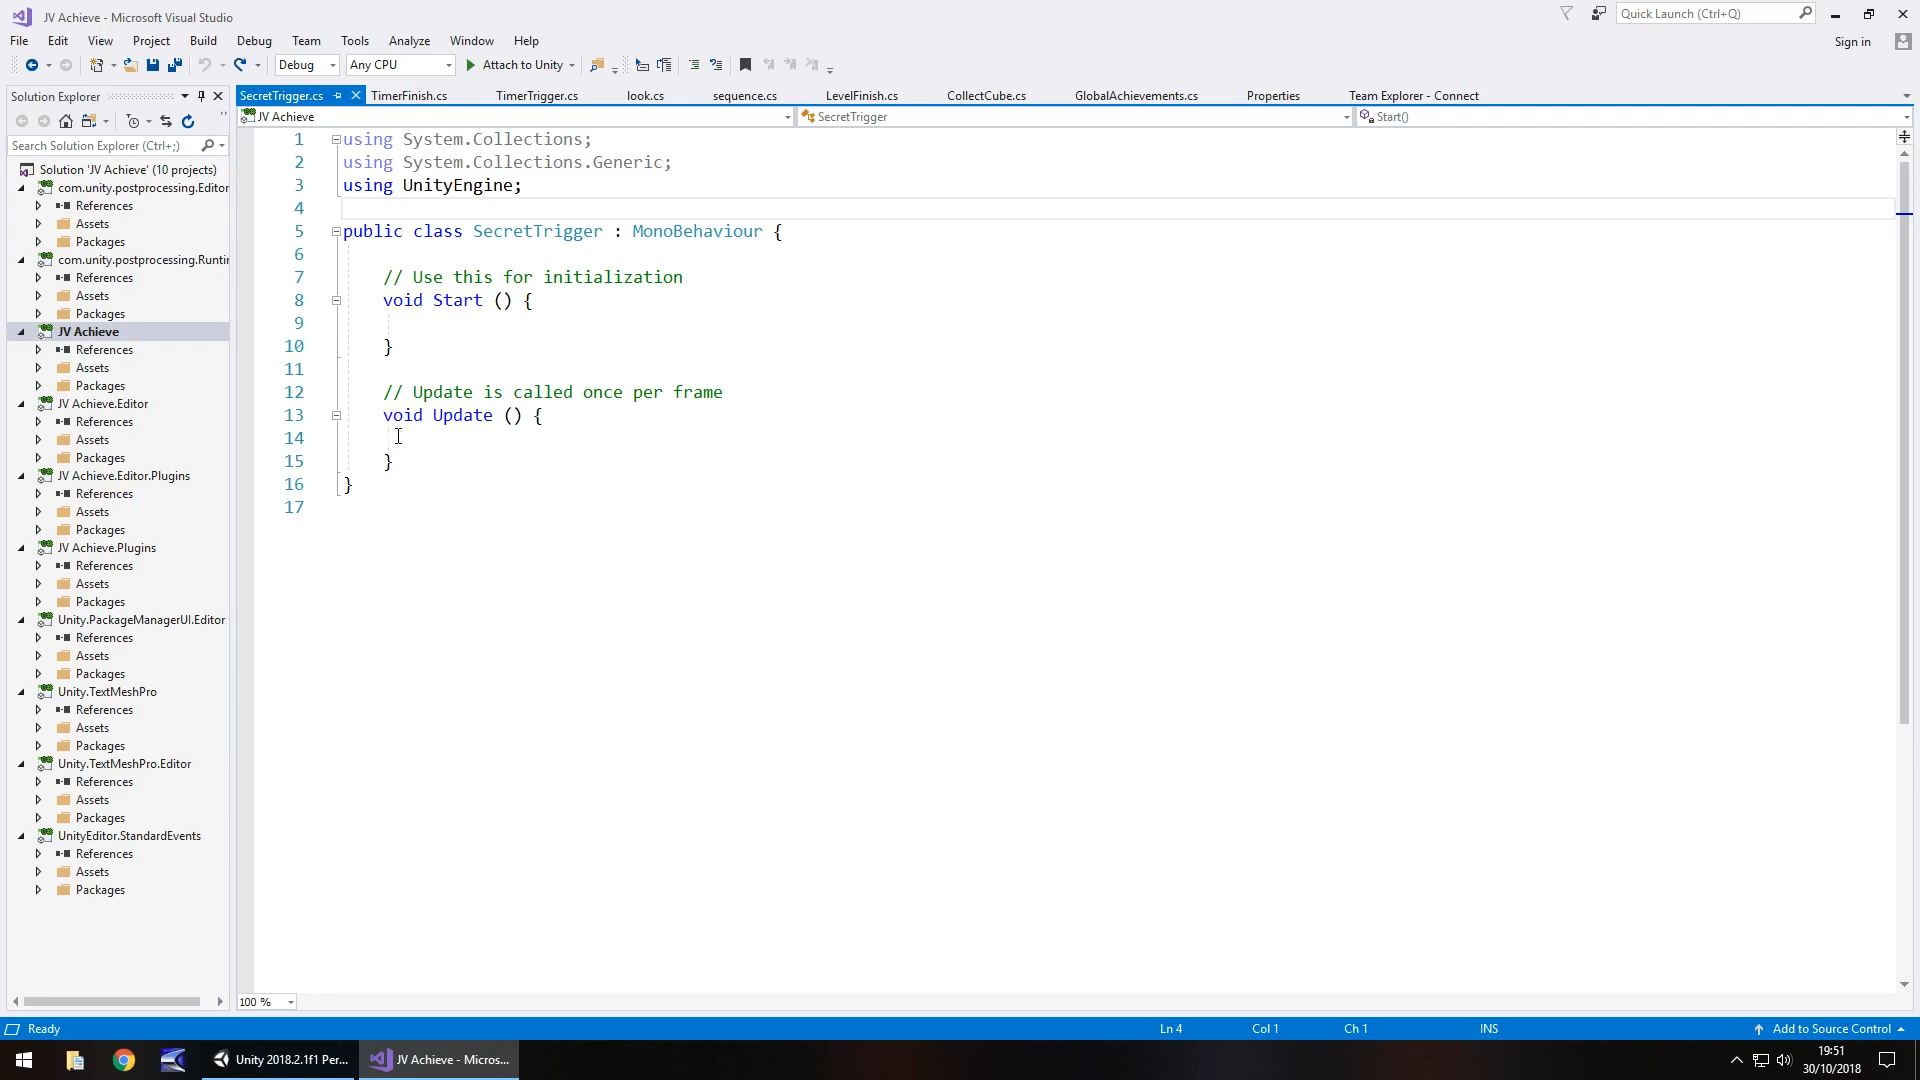 JV Achieve - Microsoft Visual Studio
Quick Launch (Ctrl+Q)
File Edit View Project Build Debug Team Tools Analyze Window Help
Sign in
Debug Any CPU Attach to Unity
Solution Explorer
SecretTrigger.cs TimerFinish.cs TimerTrigger.cs look.cs sequence.cs LevelFinish.cs CollectCube.cs GlobalAchievements.cs Properties Team Explorer - Connect
JV Achieve SecretTrigger Start()
Search Solution Explorer (Ctrl+;)
Solution 'JV Achieve' (10 projects)
com.unity.postprocessing.Editor
References
Assets
Packages
com.unity.postprocessing.Runtir
References
Assets
Packages
JV Achieve
References
Assets
Packages
JV Achieve.Editor
References
Assets
Packages
JV Achieve.Editor.Plugins
References
Assets
Packages
JV Achieve.Plugins
References
Assets
Packages
Unity.PackageManagerUI.Editor
References
Assets
Packages
Unity.TextMeshPro
References
Assets
Packages
Unity.TextMeshPro.Editor
References
Assets
Packages
UnityEditor.StandardEvents
References
Assets
Packages
1 using System.Collections;
2 using System.Collections.Generic;
3 using UnityEngine;
4
5 public class SecretTrigger : MonoBehaviour {
6
7 // Use this for initialization
8 void Start () {
9
10 }
11
12 // Update is called once per frame
13 void Update () {
14
15 }
16 }
17
100 %
Ready Ln 4 Col 1 Ch 1 INS Add to Source Control
Unity 2018.2.1f1 Per... JV Achieve - Micros...
19:51
30/10/2018